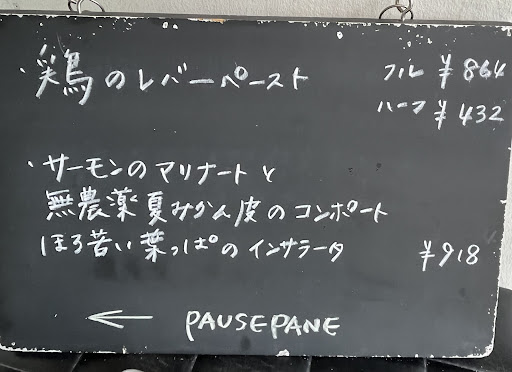 ・鶏のレバーペースト フル ¥864
ハーフ ¥432
・サーモンのマリナートと
無農薬夏みかん皮のコンポート
ほろ苦い葉っぱのインサラータ ¥918
← PAUSEPANE